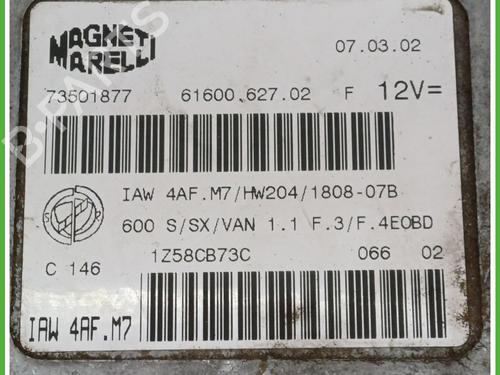 MAGNETI
MARELLI
07.03.02
73501877 61600.627.02 F 12V=
IAW 4AF.M7/HW204/1808-07B
600 S/SX/VAN 1.1 F.3/F.4EOBD
1Z58CB73C 066 02
C 146
IAW 4AF.M7
B-PARTS